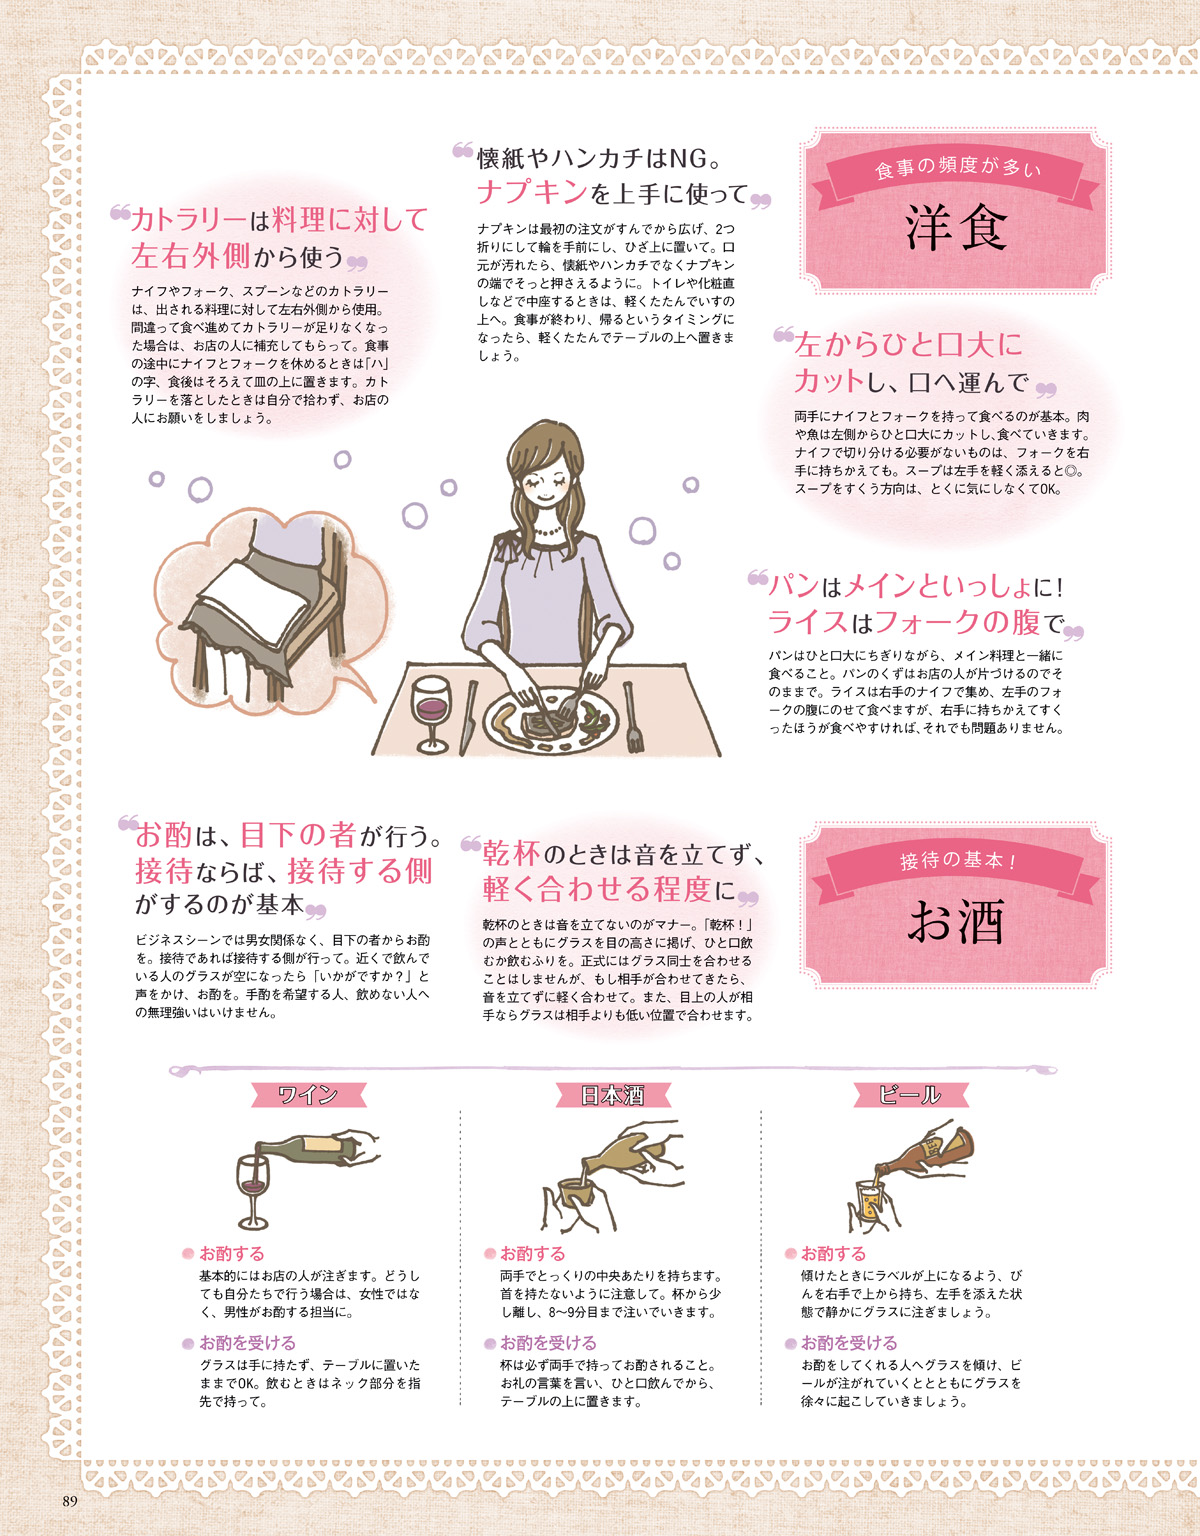 食事の頻度が多い
洋食
左からひと口大に
カットし、口へ運んで
両手にナイフとフォークを持って食べるのが基本。肉
や魚は左側からひと口大にカットし、食べていきます。
ナイフで切り分ける必要がないものは、フォークを右
手に持ちかえても。スープは左手を軽く添えると◎。
スープをすくう方向は、とくに気にしなくてOK。
パンはメインといっしょに!
ライスはフォークの腹で
パンはひと口大にちぎりながら、メイン料理と一緒に
食べること。パンのくずはお店の人が片づけるのでそ
のままで。ライスは右手のナイフで集め、左手のフォ
ークの腹にのせて食べますが、右手に持ちかえてすく
ったほうが食べやすければ、それでも問題ありません。
懐紙やハンカチはNG。
ナプキンを上手に使って
ナプキンは最初の注文がすんでから広げ、2つ
折りにして輪を手前にし、ひざ上に置いて。口
元が汚れたら、懐紙やハンカチでなくナプキン
の端でそっと押さえるように。トイレや化粧直
しなどで中座するときは、軽くたたんでいすの
上へ。食事が終わり、帰るというタイミングに
なったら、軽くたたんでテーブルの上へ置きま
しょう。
カトラリーは料理に対して
左右外側から使う
ナイフやフォーク、スプーンなどのカトラリー
は、出される料理に対して左右外側から使用。
間違って食べ進めてカトラリーが足りなくなっ
た場合は、お店の人に補充してもらって。食事
の途中にナイフとフォークを休めるときは「ハ」
の字、食後はそろえて皿の上に置きます。カト
ラリーを落としたときは自分で拾わず、お店の
人にお願いをしましょう。
接待の基本!
お酒
乾杯のときは音を立てず、
軽く合わせる程度に
乾杯のときは音を立てないのがマナー。「乾杯!」
の声とともにグラスを目の高さに掲げ、ひと口飲
むか飲むふりを。正式にはグラス同士を合わせる
ことはしませんが、もし相手が合わせてきたら、
音を立てずに軽く合わせて。また、目上の人が相
手ならグラスは相手よりも低い位置で合わせます。
お酌は、目下の者が行う。
接待ならば、接待する側
がするのが基本
ビジネスシーンでは男女関係なく、目下の者からお酌
を。接待であれば接待する側が行って。近くで飲んで
いる人のグラスが空になったら「いかがですか?」と
声をかけ、お酌を。手酌を希望する人、飲めない人へ
の無理強いはいけません。
ワイン
お酌する
基本的にはお店の人が注ぎます。どうし
ても自分たちで行う場合は、女性ではな
く、男性がお酌する担当に。
お酌を受ける
グラスは手に持たず、テーブルに置いた
ままでOK。飲むときはネック部分を指
先で持って。
日本酒
お酌する
両手でとっくりの中央あたりを持ちます。
首を持たないように注意して。杯から少
し離し、8〜9分目まで注いでいきます。
お酌を受ける
杯は必ず両手で持ってお酌されること。
お礼の言葉を言い、ひと口飲んでから、
テーブルの上に置きます。
ビール
お酌する
傾けたときにラベルが上になるよう、び
んを右手で上から持ち、左手を添えた状
態で静かにグラスに注ぎましょう。
お酌を受ける
お酌をしてくれる人へグラスを傾け、ビ
ールが注がれていくととともにグラスを
徐々に起こしていきましょう。
89